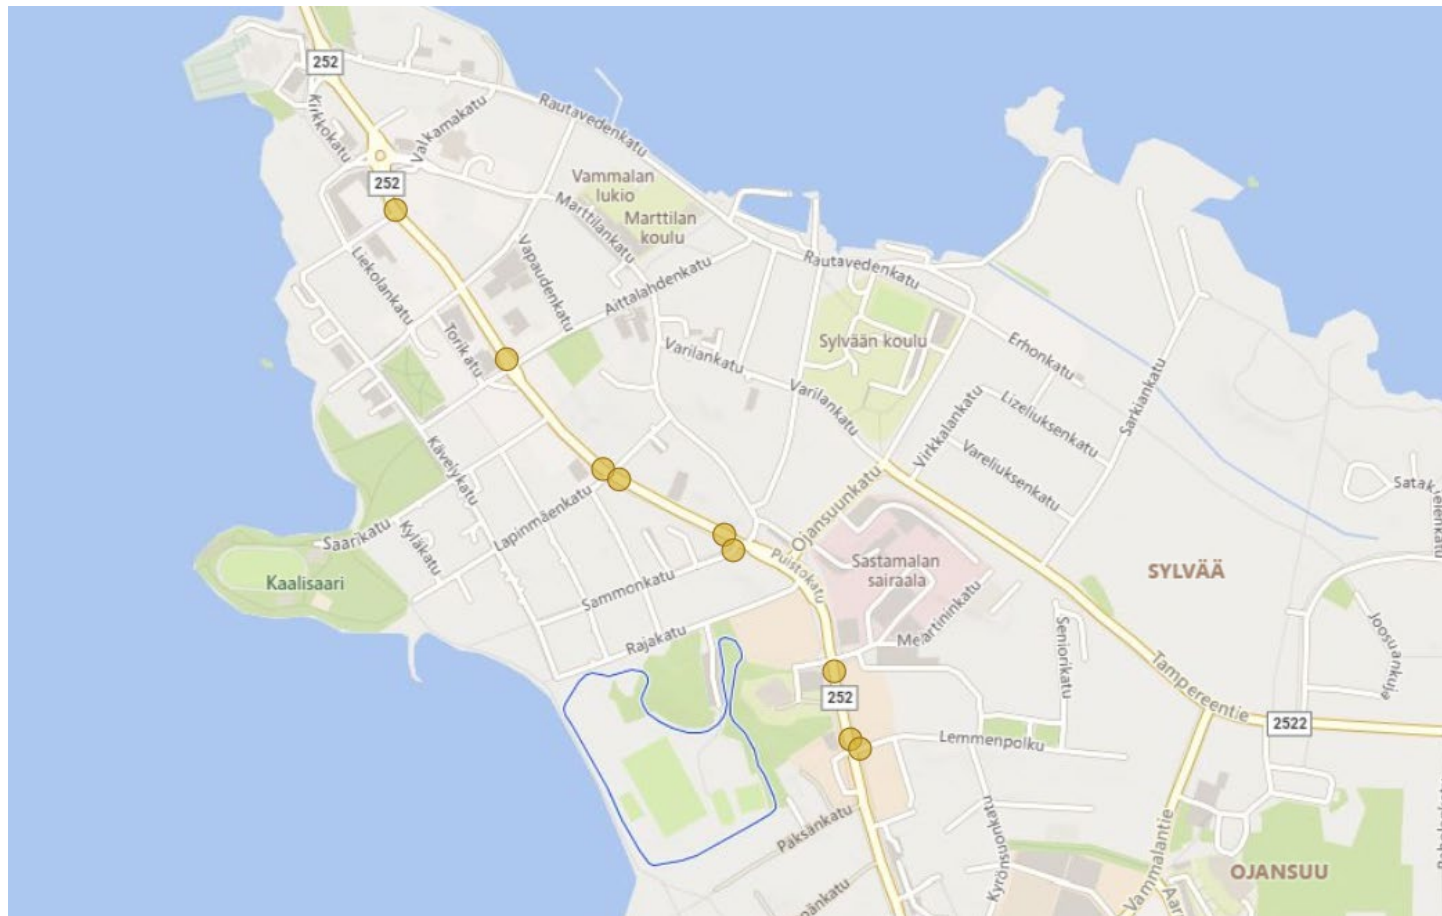 252
Kirkkokatu
Valkamakatu
Rautavedenkatu
252
Vammalan
lukio
Marttilankatu
Marttilan
koulu
Liekolankatu
Vapaudenkatu
Aittalahdenkatu
Rautavedenkatu
Torikatu
Varilankatu
Sylvään koulu
Erhonkatu
Varilankatu
Virkkalankatu
Lizeliuksenkatu
Sarkiankatu
Kävelykatu
Vareliuksenkatu
Satak
Lapinmäenkatu
Ojansuunkatu
Saarikatu
Kyläkatu
Puistokatu
Sastamalan
sairaala
SYLVÄÄ
Kaalisaari
Sammonkatu
Meartininkatu
Rajakatu
Seniorikatu
Joosuankuja
Tampereentie
252
2522
Lemmenpolku
Päksänkatu
Kyrönsuonkatu
Vammalantie
OJANSUU
Aar
änkatu